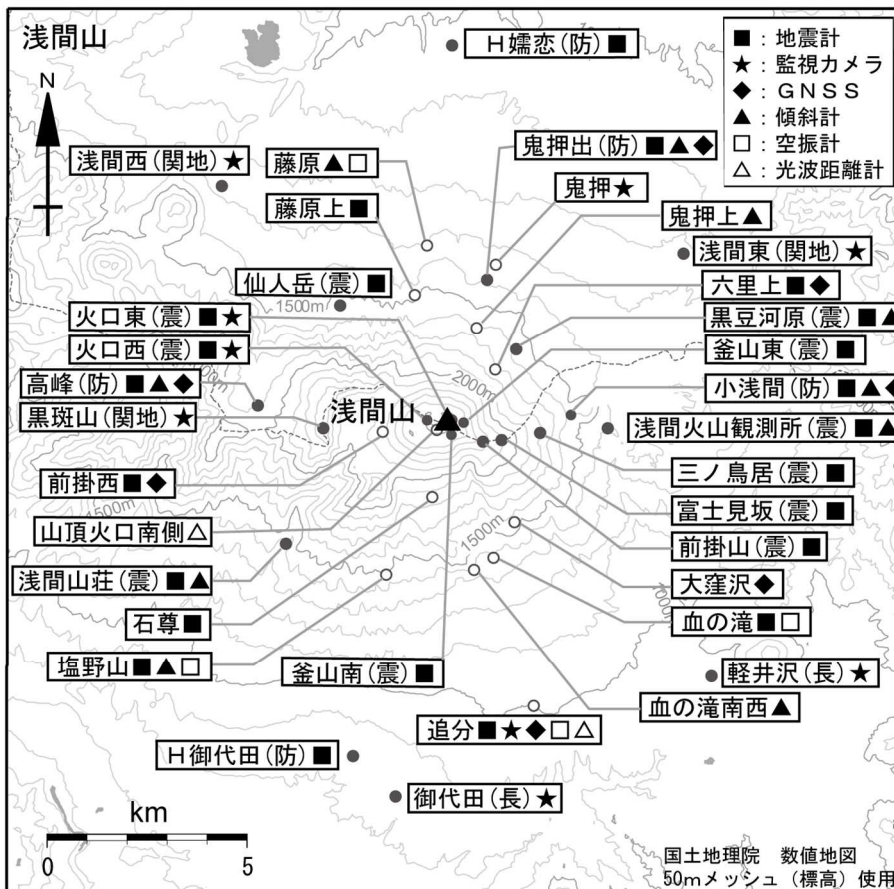 浅間山
H嬬恋(防)■
■：地震計
★：監視カメラ
◆：GNSS
▲：傾斜計
□：空振計
△：光波距離計
N
浅間西(関地)★
藤原▲□
藤原上■
鬼押出(防)■▲◆
鬼押★
鬼押上▲
浅間東(関地)★
仙人岳(震)■
1500m
六里上■◆
火口東(震)■★
黒豆河原(震)■▲
火口西(震)■★
釜山東(震)■
高峰(防)■▲◆
2000m
小浅間(防)■▲◆
黒斑山(関地)★
浅間山
浅間火山観測所(震)■▲
前掛西■◆
三ノ鳥居(震)■
1500m
富士見坂(震)■
山頂火口南側△
1500m
前掛山(震)■
浅間山荘(震)■▲
大窪沢◆
石尊■
血の滝■□
塩野山■▲□
釜山南(震)■
軽井沢(長)★
血の滝南西▲
追分■★◆□△
H御代田(防)■
御代田(長)★
km
0 5
国土地理院　数値地図
50mメッシュ（標高）使用